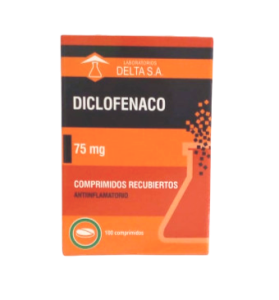 LABORATORIOS
DELTA S.A.
DICLOFENACO
75 mg
COMPRIMIDOS RECUBIERTOS
ANTIINFLAMATORIO
100 comprimidos